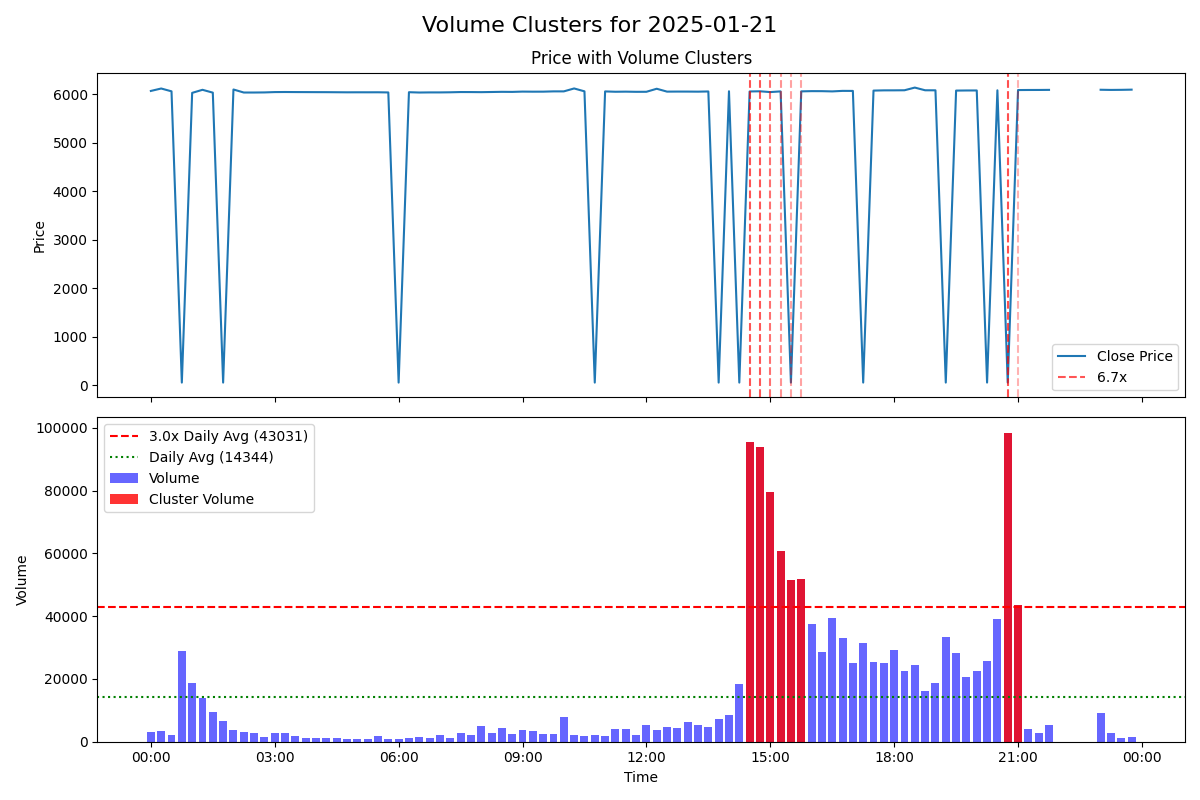 Volume Clusters for 2025-01-21
Price with Volume Clusters
6000
5000
4000
3000
2000
1000
0
Price
Close Price
6.7x
100000
80000
60000
40000
20000
0
Volume
3.0x Daily Avg (43031)
Daily Avg (14344)
Volume
Cluster Volume
00:00 03:00 06:00 09:00 12:00 15:00 18:00 21:00 00:00
Time